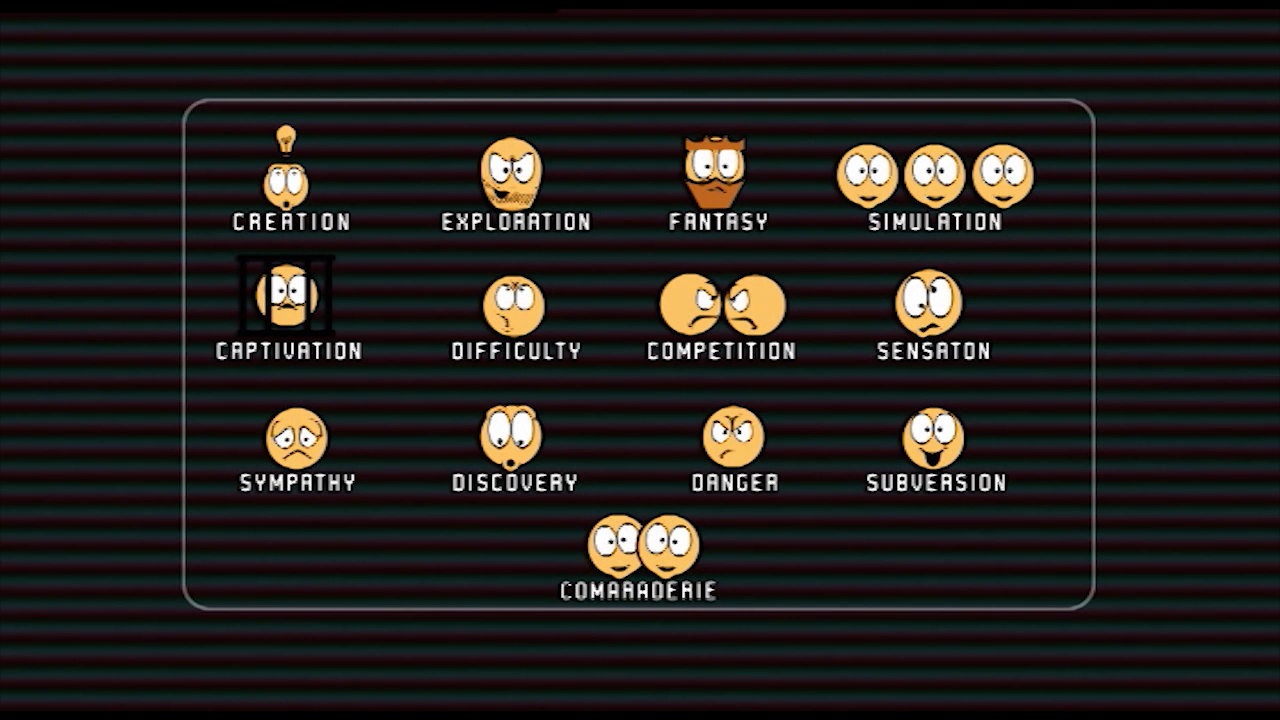 CREATION EXPLORATION FANTASY SIMULATION
CAPTIVATION DIFFICULTY COMPETITION SENSATON
SYMPATHY DISCOVERY DANGER SUBVERSION
COMARADERIE